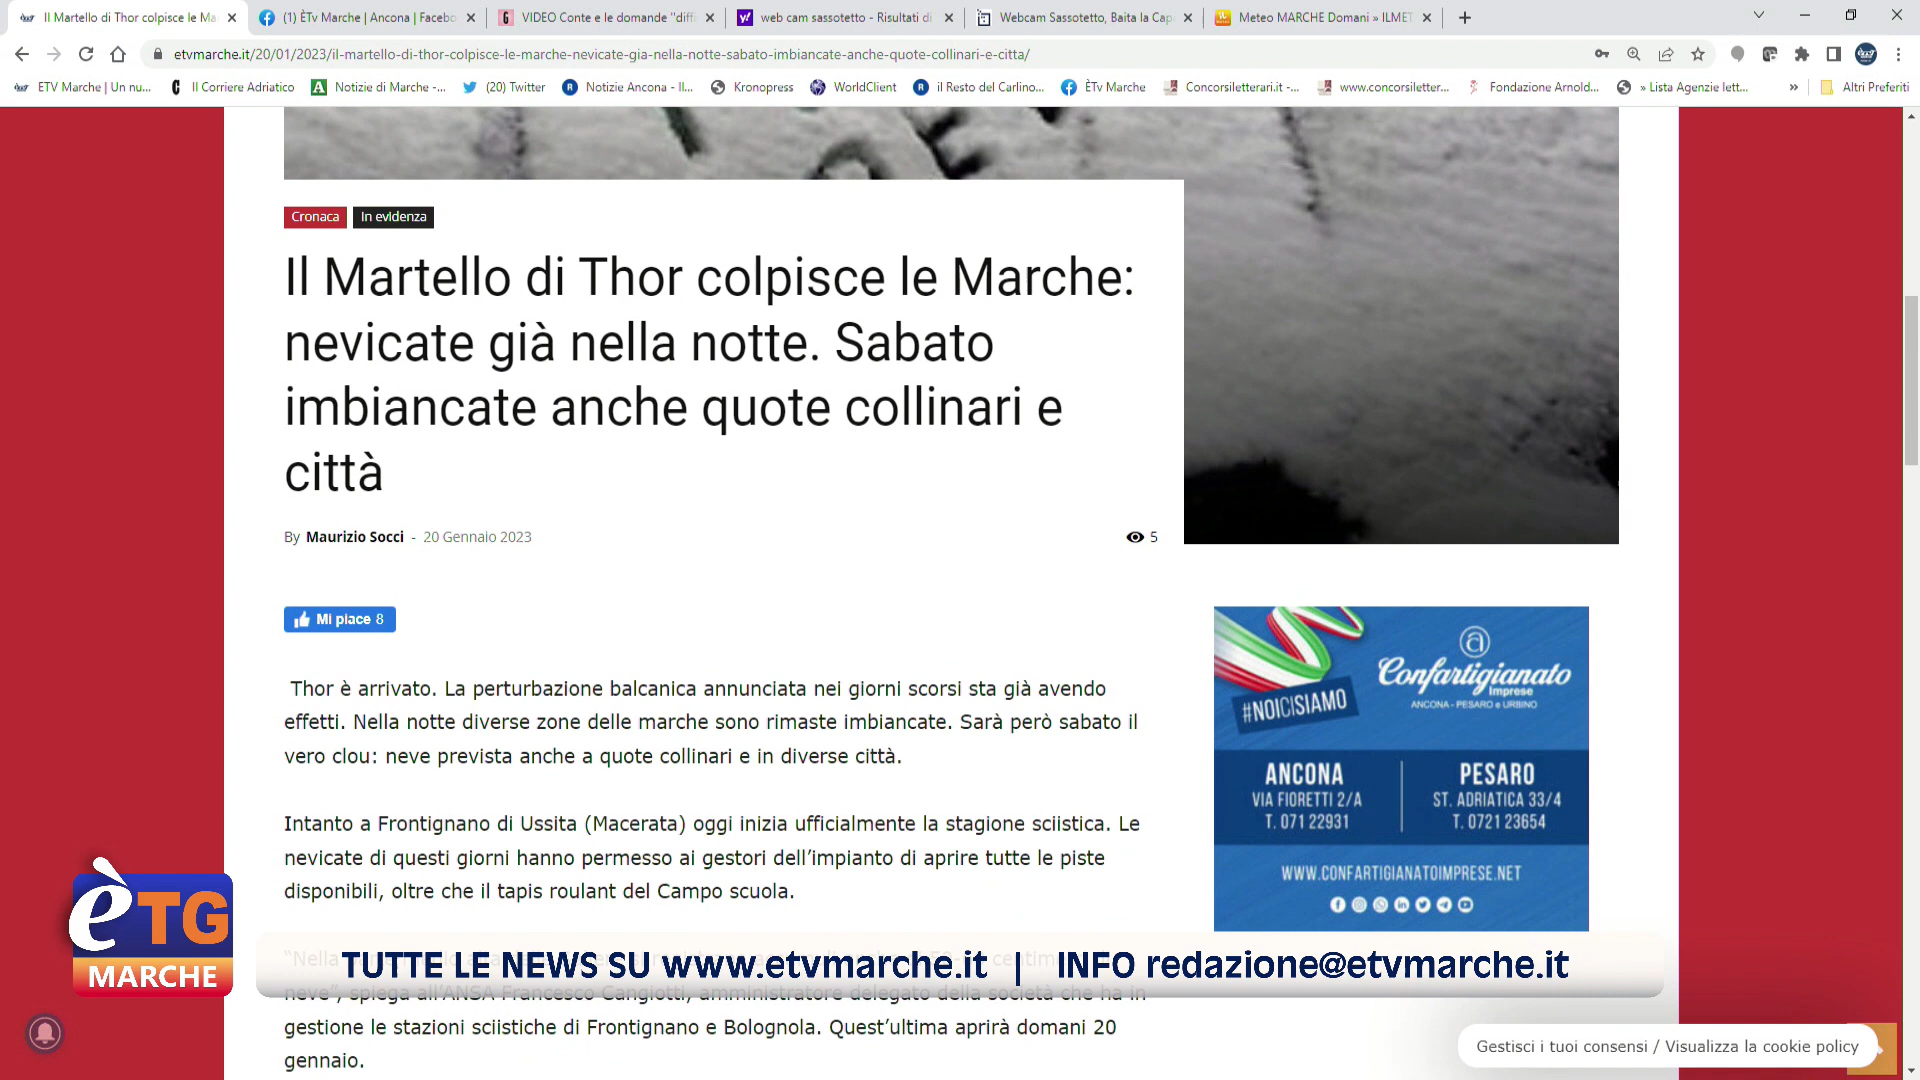 Il Martello di Thor colpisce le Ma
(1) ÈTv Marche | Ancona | Facebo
VIDEO Conte e le domande "diffi
web cam sassotetto - Risultati di
Webcam Sassotetto, Baita la Cap
Meteo MARCHE Domani » ILMET
etvmarche.it/20/01/2023/il-martello-di-thor-colpisce-le-marche-nevicate-gia-nella-notte-sabato-imbiancate-anche-quote-collinari-e-citta/
ETV Marche | Un nu...
Il Corriere Adriatico
Notizie di Marche -...
(20) Twitter
Notizie Ancona - Il...
Kronopress
WorldClient
il Resto del Carlino...
ÈTv Marche
Concorsiletterari.it -...
www.concorsiletter...
Fondazione Arnold...
» Lista Agenzie lett...
»
Altri Preferiti
Cronaca
In evidenza
Il Martello di Thor colpisce le Marche:
nevicate già nella notte. Sabato
imbiancate anche quote collinari e
città
By Maurizio Socci - 20 Gennaio 2023
5
Mi piace 8
Thor è arrivato. La perturbazione balcanica annunciata nei giorni scorsi sta già avendo
effetti. Nella notte diverse zone delle marche sono rimaste imbiancate. Sarà però sabato il
vero clou: neve prevista anche a quote collinari e in diverse città.
Intanto a Frontignano di Ussita (Macerata) oggi inizia ufficialmente la stagione sciistica. Le
nevicate di questi giorni hanno permesso ai gestori dell'impianto di aprire tutte le piste
disponibili, oltre che il tapis roulant del Campo scuola.
“Nella
neve”, spiega all'ANSA Francesco Cangiotti, amministratore delegato della società che ha in
gestione le stazioni sciistiche di Frontignano e Bolognola. Quest'ultima aprirà domani 20
gennaio.
#NOICISIAMO
Confartigianato
Imprese
ANCONA - PESARO e URBINO
ANCONA
VIA FIORETTI 2/A
T. 071 22931
PESARO
ST. ADRIATICA 33/4
T. 0721 23654
WWW.CONFARTIGIANATOIMPRESE.NET
èTG
MARCHE
TUTTE LE NEWS SU www.etvmarche.it | INFO redazione@etvmarche.it
Gestisci i tuoi consensi / Visualizza la cookie policy